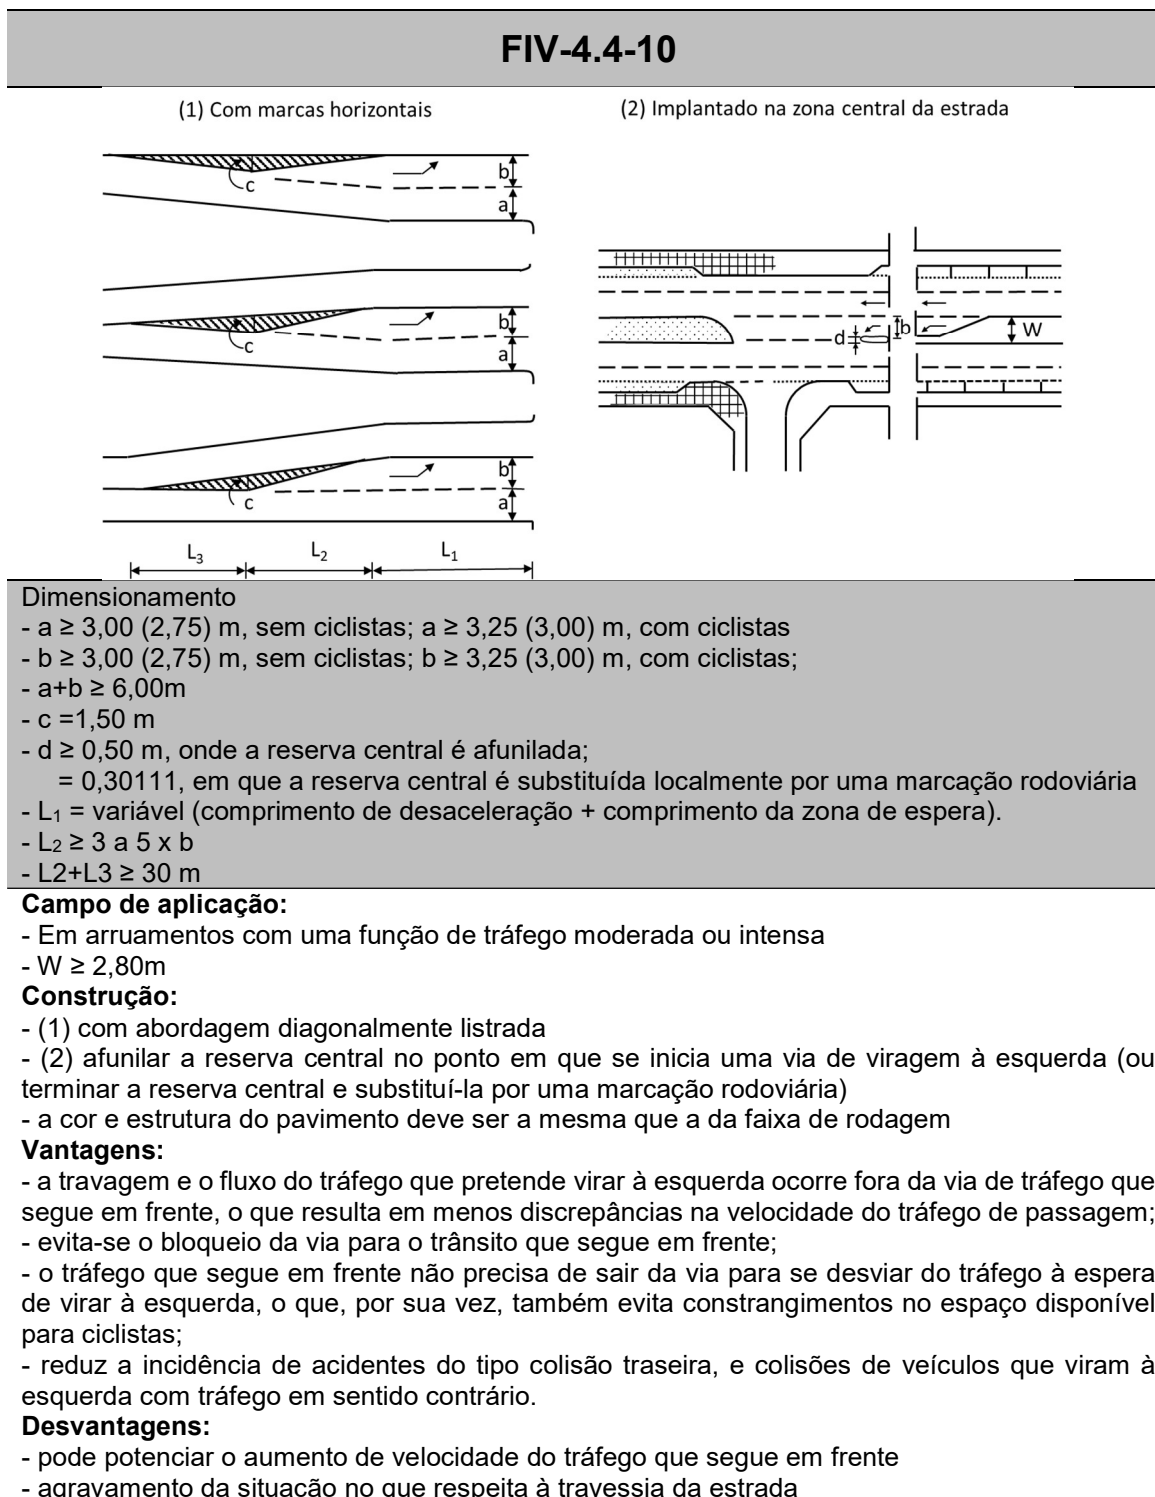 FIV-4.4-10
(1) Com marcas horizontais
(2) Implantado na zona central da estrada
b
c
a
b
c
a
b
c
a
L₃
L₂
L₁
d
b
W
Dimensionamento
- a ≥ 3,00 (2,75) m, sem ciclistas; a ≥ 3,25 (3,00) m, com ciclistas
- b ≥ 3,00 (2,75) m, sem ciclistas; b ≥ 3,25 (3,00) m, com ciclistas;
- a+b ≥ 6,00m
- c =1,50 m
- d ≥ 0,50 m, onde a reserva central é afunilada;
= 0,30111, em que a reserva central é substituída localmente por uma marcação rodoviária
- L₁ = variável (comprimento de desaceleração + comprimento da zona de espera).
- L₂ ≥ 3 a 5 x b
- L2+L3 ≥ 30 m
Campo de aplicação:
- Em arruamentos com uma função de tráfego moderada ou intensa
- W ≥ 2,80m
Construção:
- (1) com abordagem diagonalmente listrada
- (2) afunilar a reserva central no ponto em que se inicia uma via de viragem à esquerda (ou
terminar a reserva central e substituí-la por uma marcação rodoviária)
- a cor e estrutura do pavimento deve ser a mesma que a da faixa de rodagem
Vantagens:
- a travagem e o fluxo do tráfego que pretende virar à esquerda ocorre fora da via de tráfego que
segue em frente, o que resulta em menos discrepâncias na velocidade do tráfego de passagem;
- evita-se o bloqueio da via para o trânsito que segue em frente;
- o tráfego que segue em frente não precisa de sair da via para se desviar do tráfego à espera
de virar à esquerda, o que, por sua vez, também evita constrangimentos no espaço disponível
para ciclistas;
- reduz a incidência de acidentes do tipo colisão traseira, e colisões de veículos que viram à
esquerda com tráfego em sentido contrário.
Desvantagens:
- pode potenciar o aumento de velocidade do tráfego que segue em frente
- agravamento da situação no que respeita à travessia da estrada